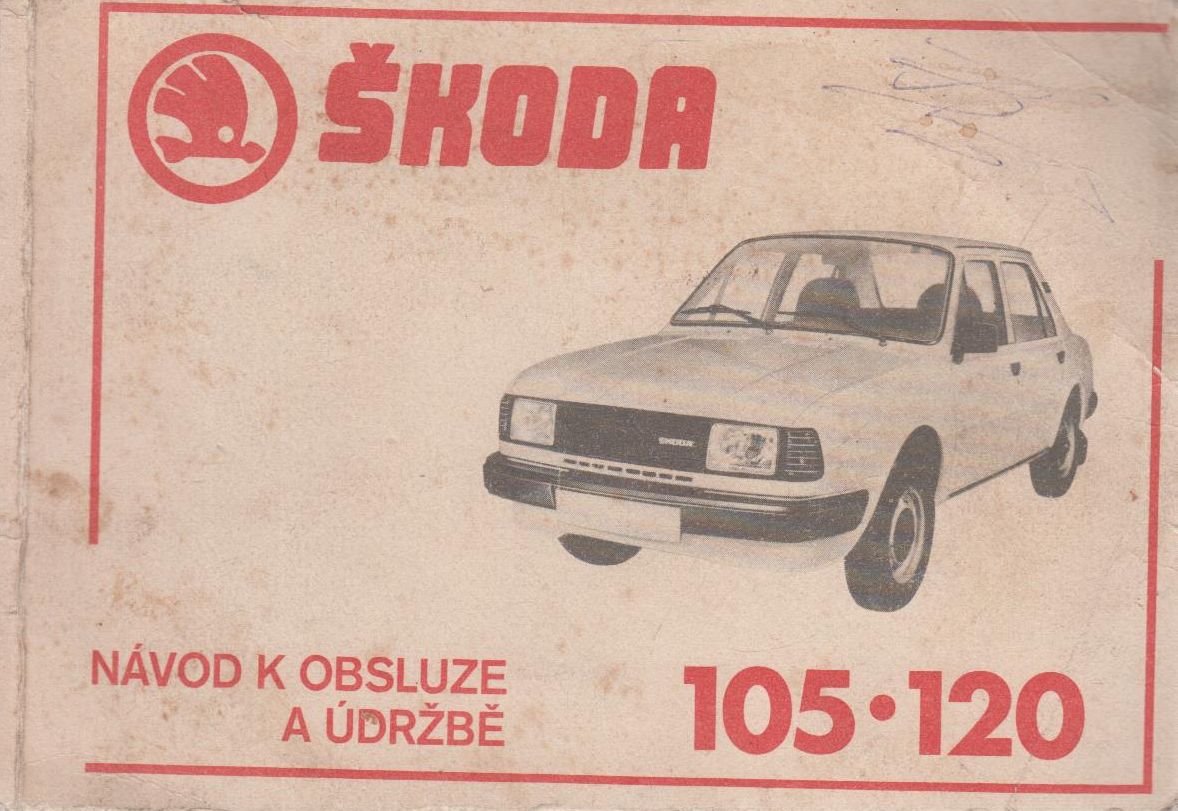 ŠKODA
NÁVOD K OBSLUZE
A ÚDRŽBĚ
105·120